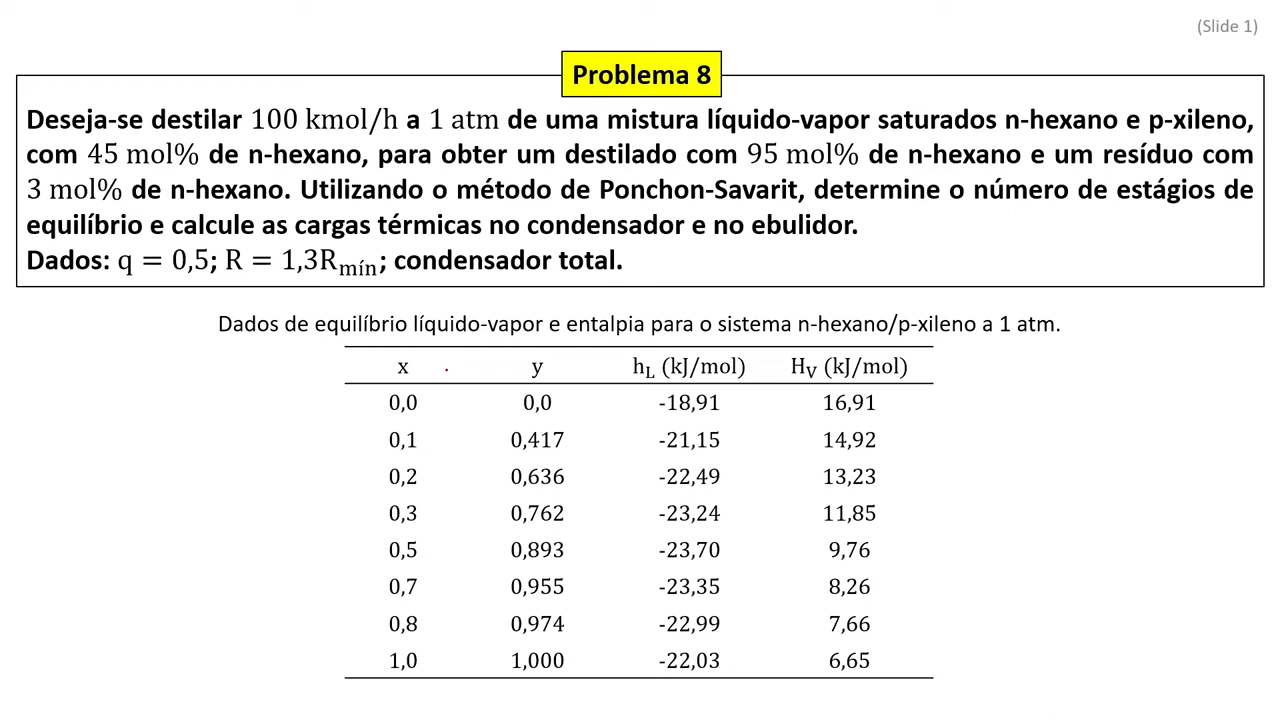 (Slide 1)
Problema 8
Deseja-se destilar 100 kmol/h a 1 atm de uma mistura líquido-vapor saturados n-hexano e p-xileno,
com 45 mol% de n-hexano, para obter um destilado com 95 mol% de n-hexano e um resíduo com
3 mol% de n-hexano. Utilizando o método de Ponchon-Savarit, determine o número de estágios de
equilíbrio e calcule as cargas térmicas no condensador e no ebulidor.
Dados: q = 0,5; R = 1,3Rmín; condensador total.
Dados de equilíbrio líquido-vapor e entalpia para o sistema n-hexano/p-xileno a 1 atm.
x y hL (kJ/mol) HV (kJ/mol)
0,0 0,0 -18,91 16,91
0,1 0,417 -21,15 14,92
0,2 0,636 -22,49 13,23
0,3 0,762 -23,24 11,85
0,5 0,893 -23,70 9,76
0,7 0,955 -23,35 8,26
0,8 0,974 -22,99 7,66
1,0 1,000 -22,03 6,65